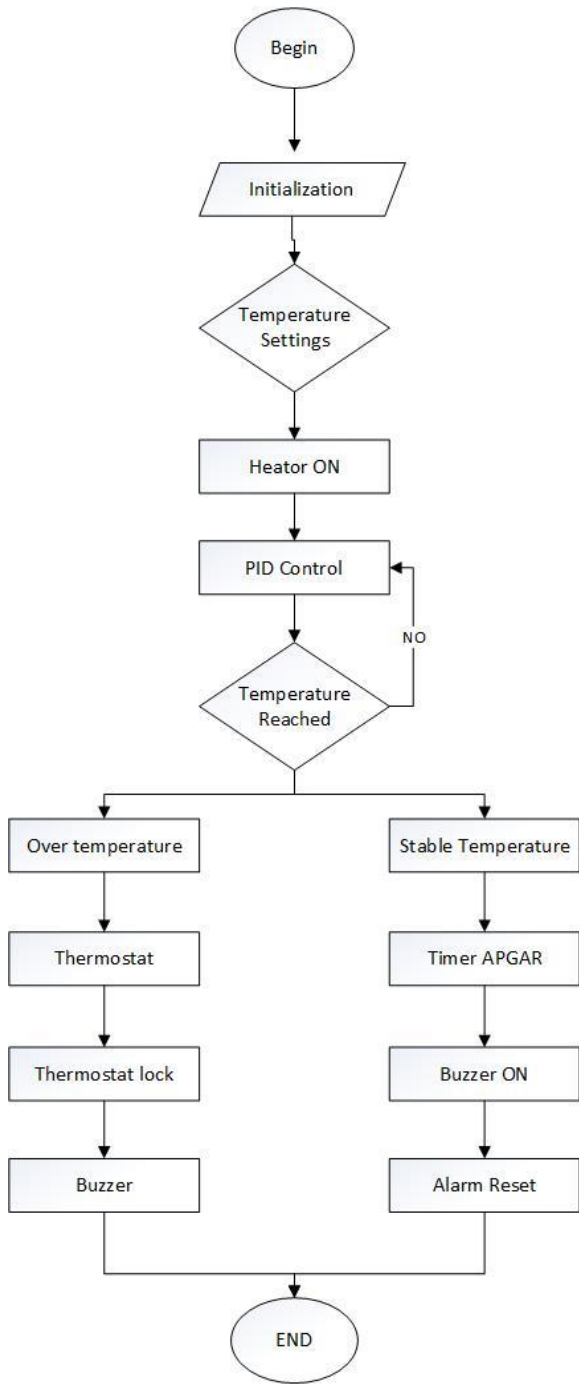 Begin
Initialization
Temperature
Settings
Heator ON
PID Control
NO
Temperature
Reached
Over temperature
Stable Temperature
Thermostat
Timer APGAR
Thermostat lock
Buzzer ON
Buzzer
Alarm Reset
END